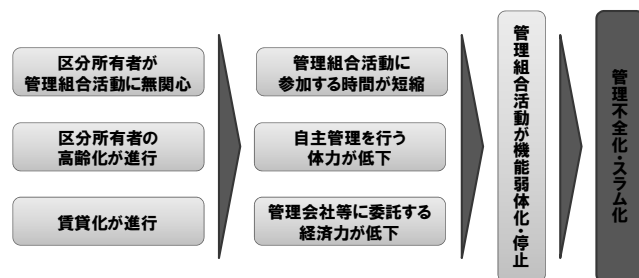 区分所有者が
管理組合活動に無関心
区分所有者の
高齢化が進行
賃貸化が進行
管理組合活動に
参加する時間が短縮
自主管理を行う
体力が低下
管理会社等に委託する
経済力が低下
管理組合活動が機能弱体化・停止
管理不全化・スラム化